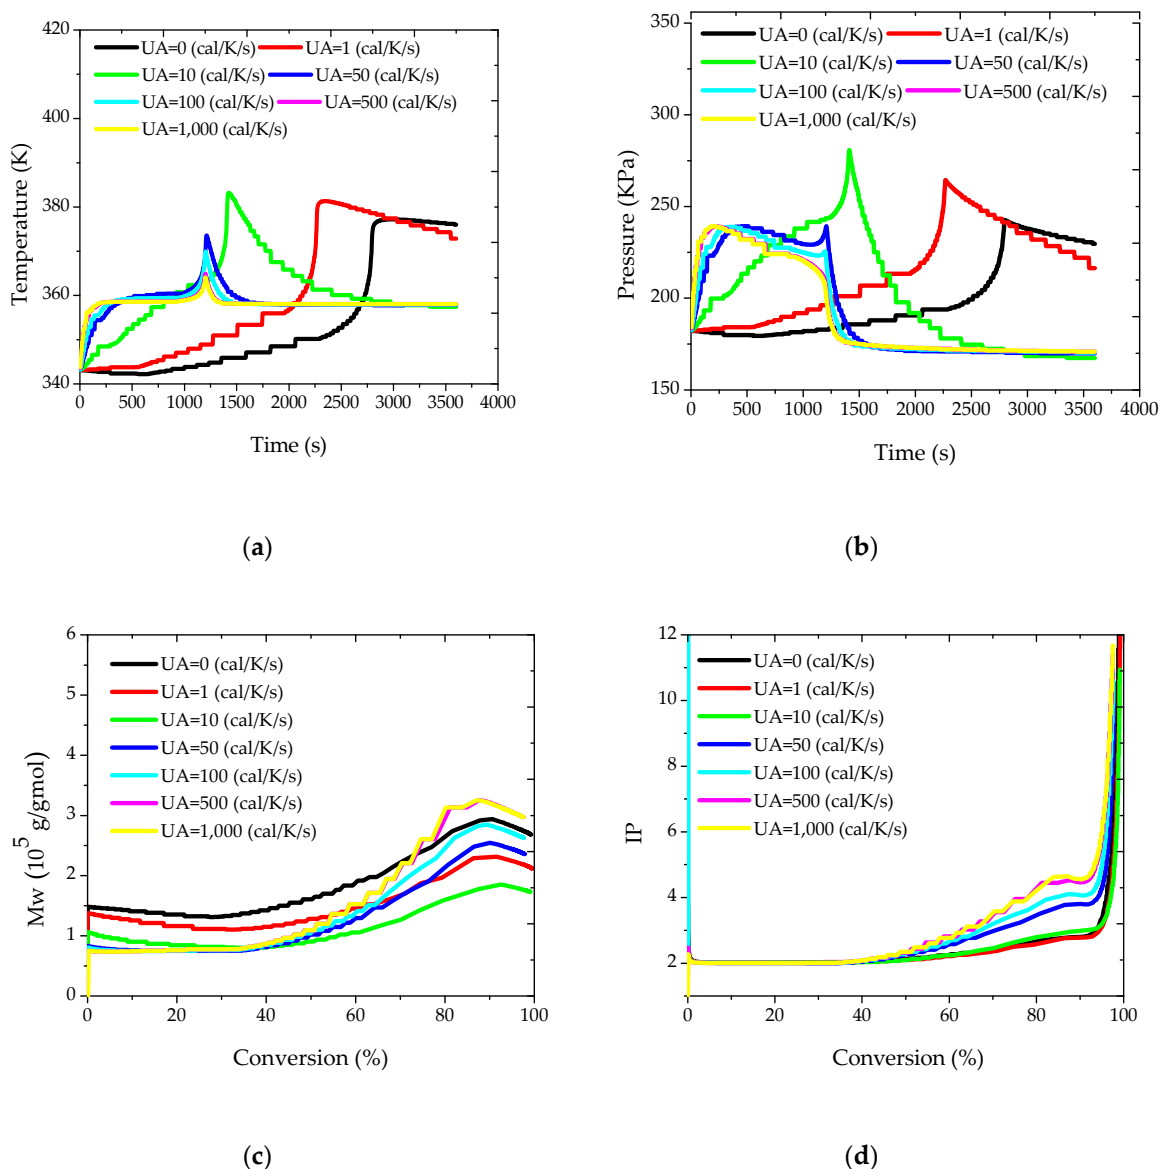 420
400
380
360
340
Temperature (K)
UA=0 (cal/K/s) UA=1 (cal/K/s)
UA=10 (cal/K/s) UA=50 (cal/K/s)
UA=100 (cal/K/s) UA=500 (cal/K/s)
UA=1,000 (cal/K/s)
0 500 1000 1500 2000 2500 3000 3500 4000
Time (s)
(a)
350
300
250
200
150
Pressure (KPa)
UA=0 (cal/K/s) UA=1 (cal/K/s)
UA=10 (cal/K/s) UA=50 (cal/K/s)
UA=100 (cal/K/s) UA=500 (cal/K/s)
UA=1,000 (cal/K/s)
0 500 1000 1500 2000 2500 3000 3500 4000
Time (s)
(b)
6
5
4
3
2
1
0
Mw (10^5 g/gmol)
UA=0 (cal/K/s)
UA=1 (cal/K/s)
UA=10 (cal/K/s)
UA=50 (cal/K/s)
UA=100 (cal/K/s)
UA=500 (cal/K/s)
UA=1,000 (cal/K/s)
0 20 40 60 80 100
Conversion (%)
(c)
12
10
8
6
4
2
IP
UA=0 (cal/K/s)
UA=1 (cal/K/s)
UA=10 (cal/K/s)
UA=50 (cal/K/s)
UA=100 (cal/K/s)
UA=500 (cal/K/s)
UA=1,000 (cal/K/s)
0 20 40 60 80 100
Conversion (%)
(d)